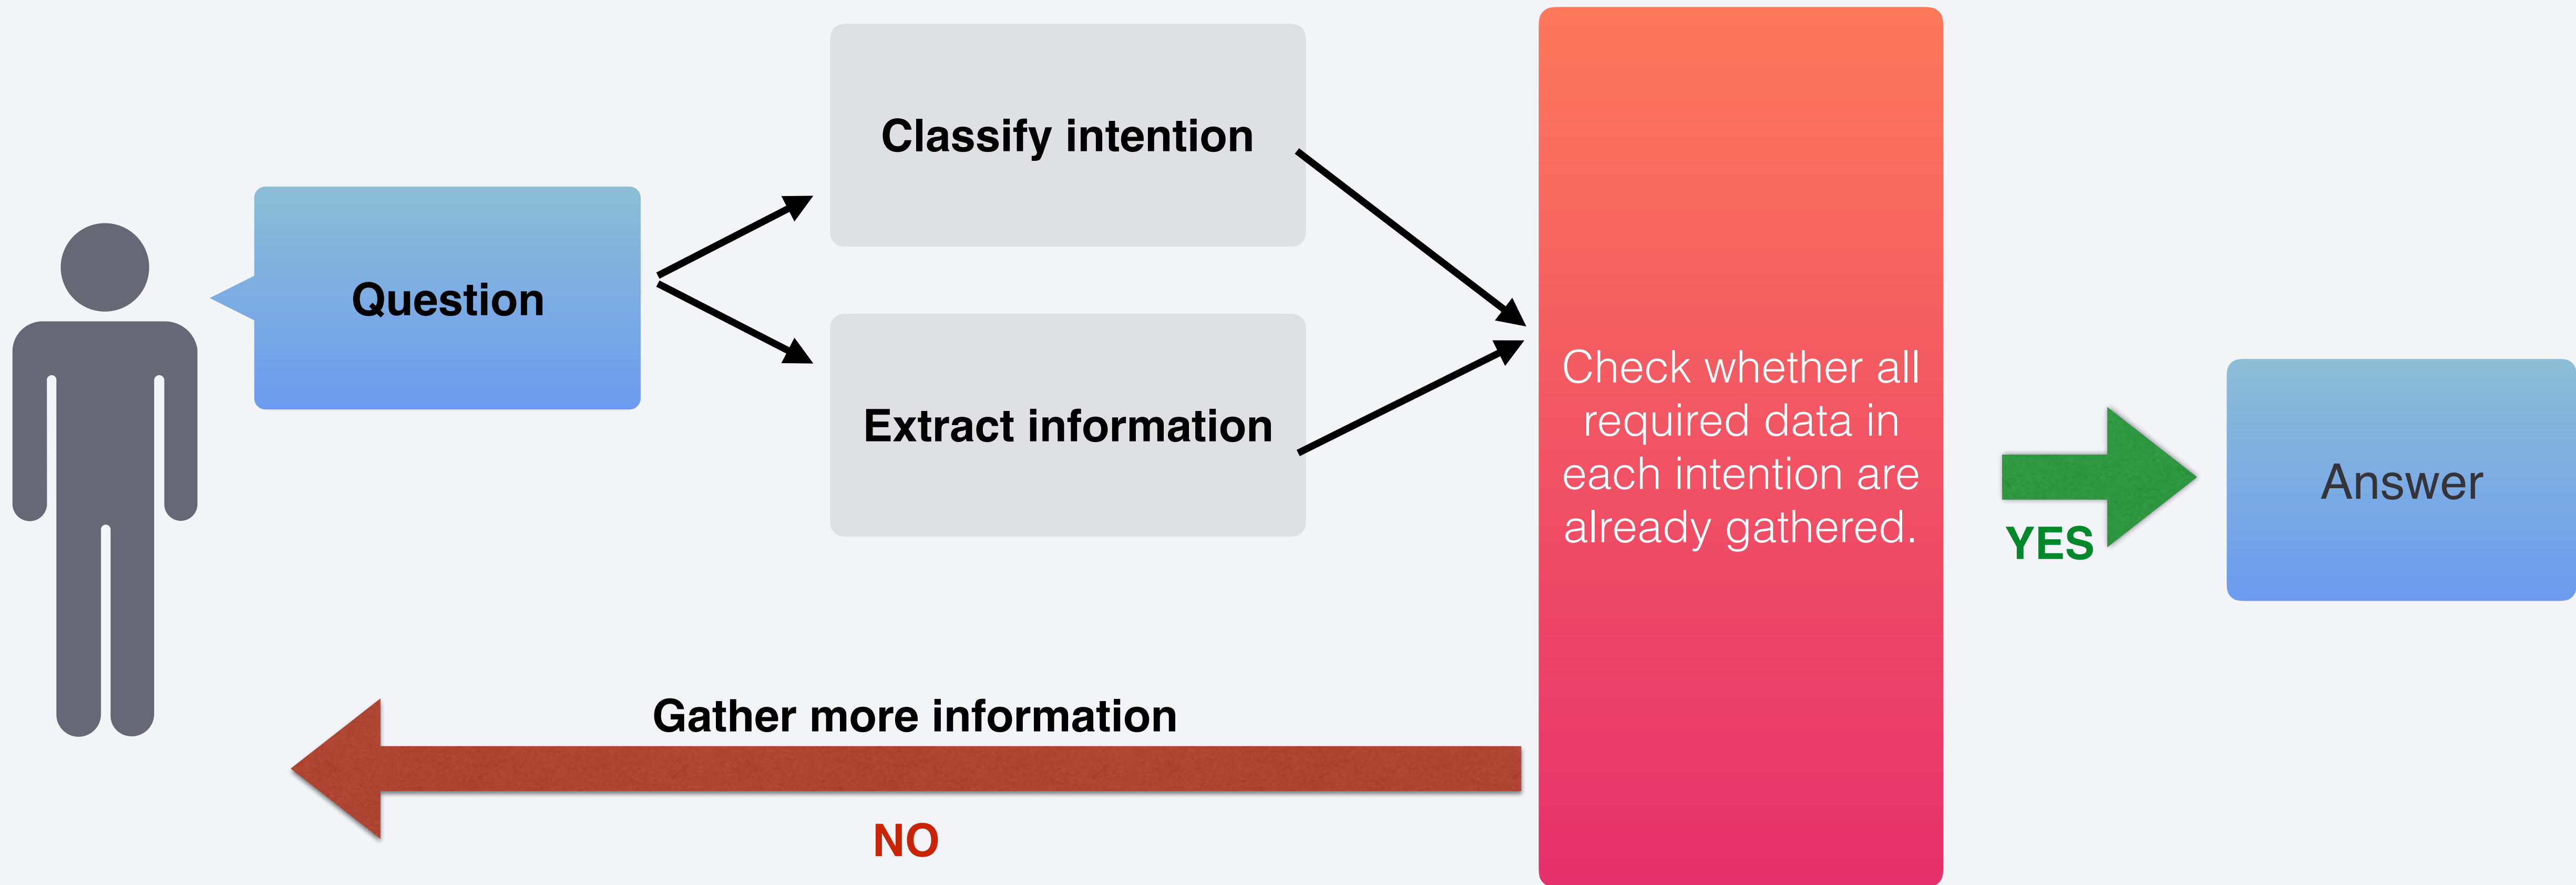 Question
Classify intention
Extract information
Check whether all
required data in
each intention are
already gathered.
YES
Answer
Gather more information
NO